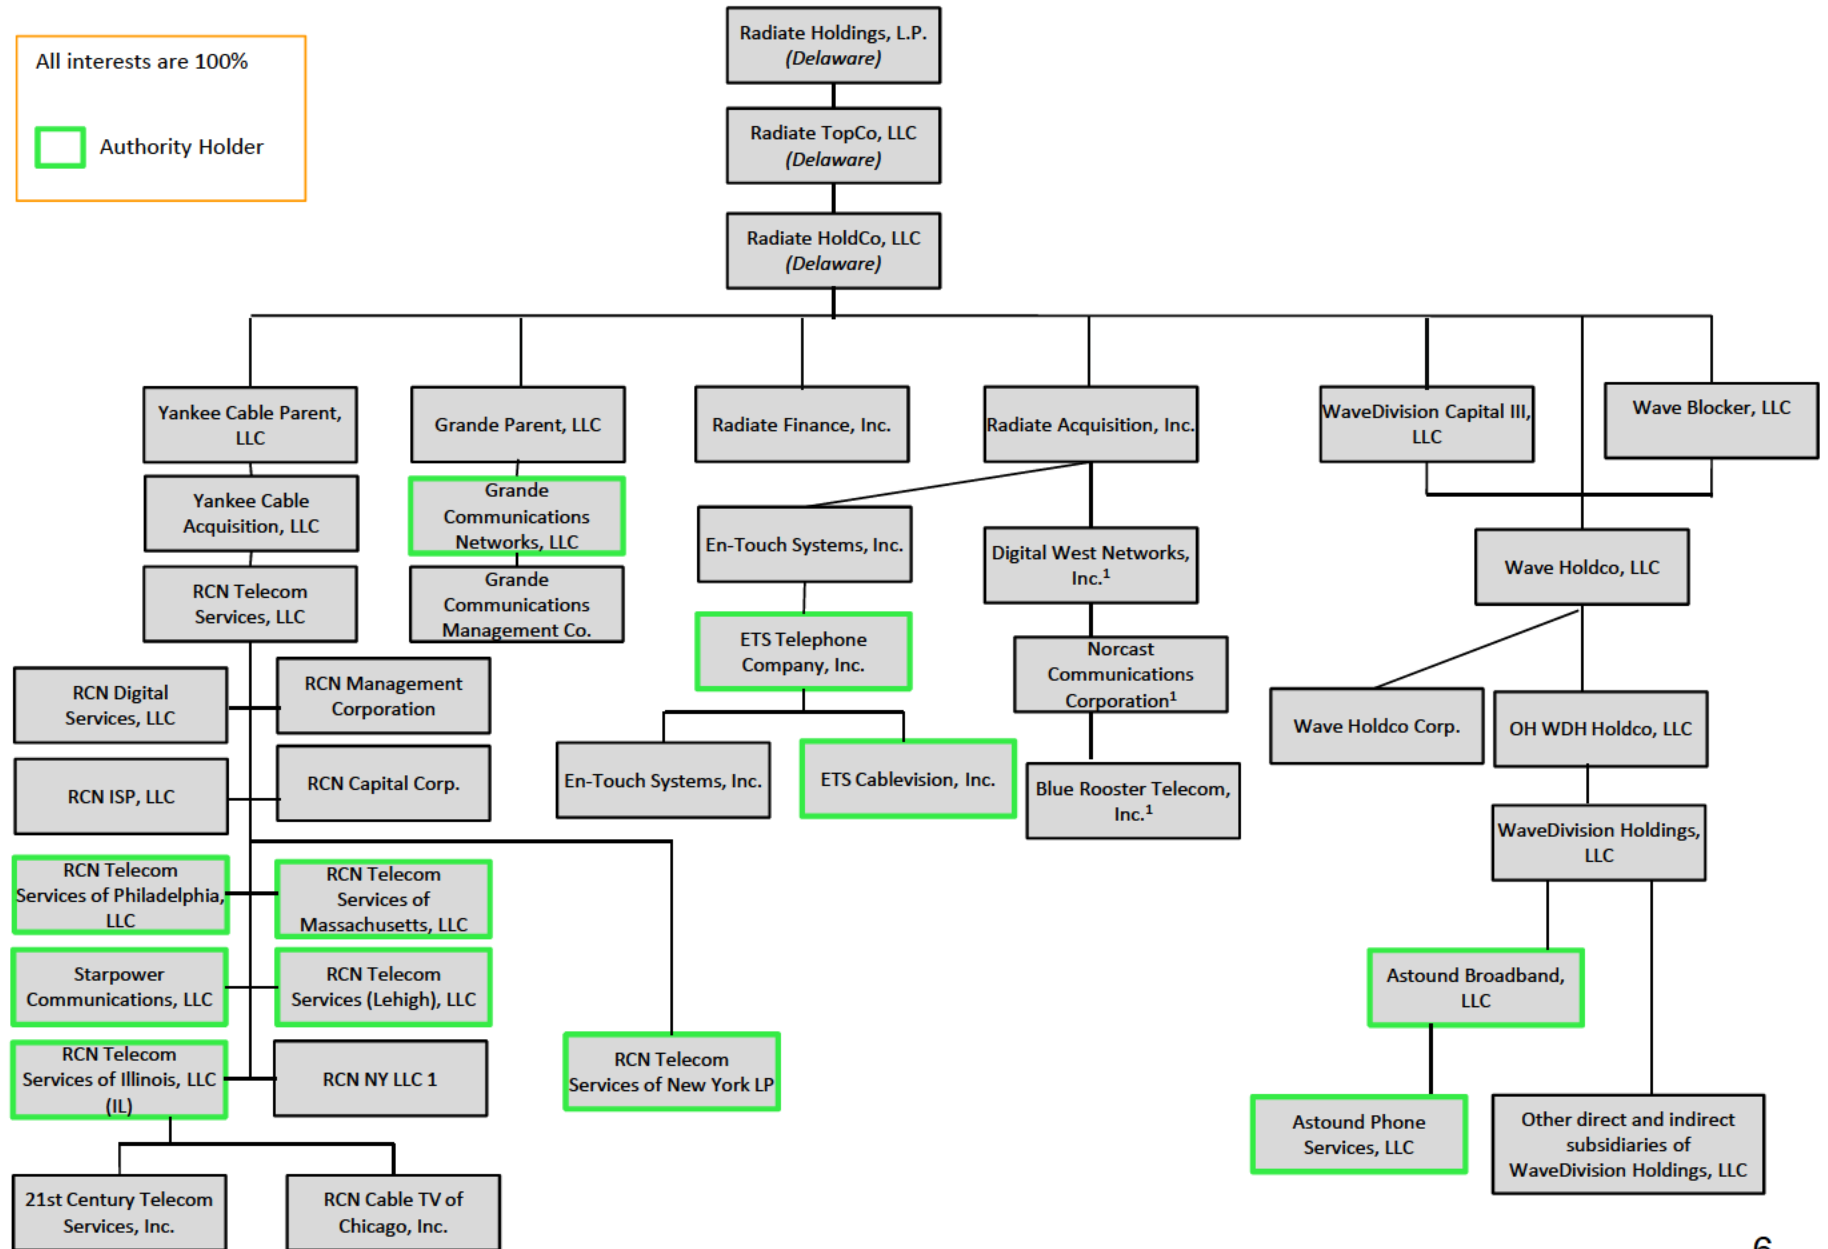 All interests are 100%
Authority Holder
Radiate Holdings, L.P.
(Delaware)
Radiate TopCo, LLC
(Delaware)
Radiate HoldCo, LLC
(Delaware)
Yankee Cable Parent,
LLC
Grande Parent, LLC
Radiate Finance, Inc.
Radiate Acquisition, Inc.
WaveDivision Capital III,
LLC
Wave Blocker, LLC
Yankee Cable
Acquisition, LLC
Grande
Communications
Networks, LLC
En-Touch Systems, Inc.
Digital West Networks,
Inc.¹
Wave Holdco, LLC
RCN Telecom
Services, LLC
Grande
Communications
Management Co.
ETS Telephone
Company, Inc.
Norcast
Communications
Corporation¹
RCN Digital
Services, LLC
RCN Management
Corporation
Wave Holdco Corp.
OH WDH Holdco, LLC
RCN ISP, LLC
RCN Capital Corp.
En-Touch Systems, Inc.
ETS Cablevision, Inc.
Blue Rooster Telecom,
Inc.¹
WaveDivision Holdings,
LLC
RCN Telecom
Services of Philadelphia,
LLC
RCN Telecom
Services of
Massachusetts, LLC
Starpower
Communications, LLC
RCN Telecom
Services (Lehigh), LLC
Astound Broadband,
LLC
RCN Telecom
Services of Illinois, LLC
(IL)
RCN NY LLC 1
RCN Telecom
Services of New York LP
Astound Phone
Services, LLC
Other direct and indirect
subsidiaries of
WaveDivision Holdings, LLC
21st Century Telecom
Services, Inc.
RCN Cable TV of
Chicago, Inc.